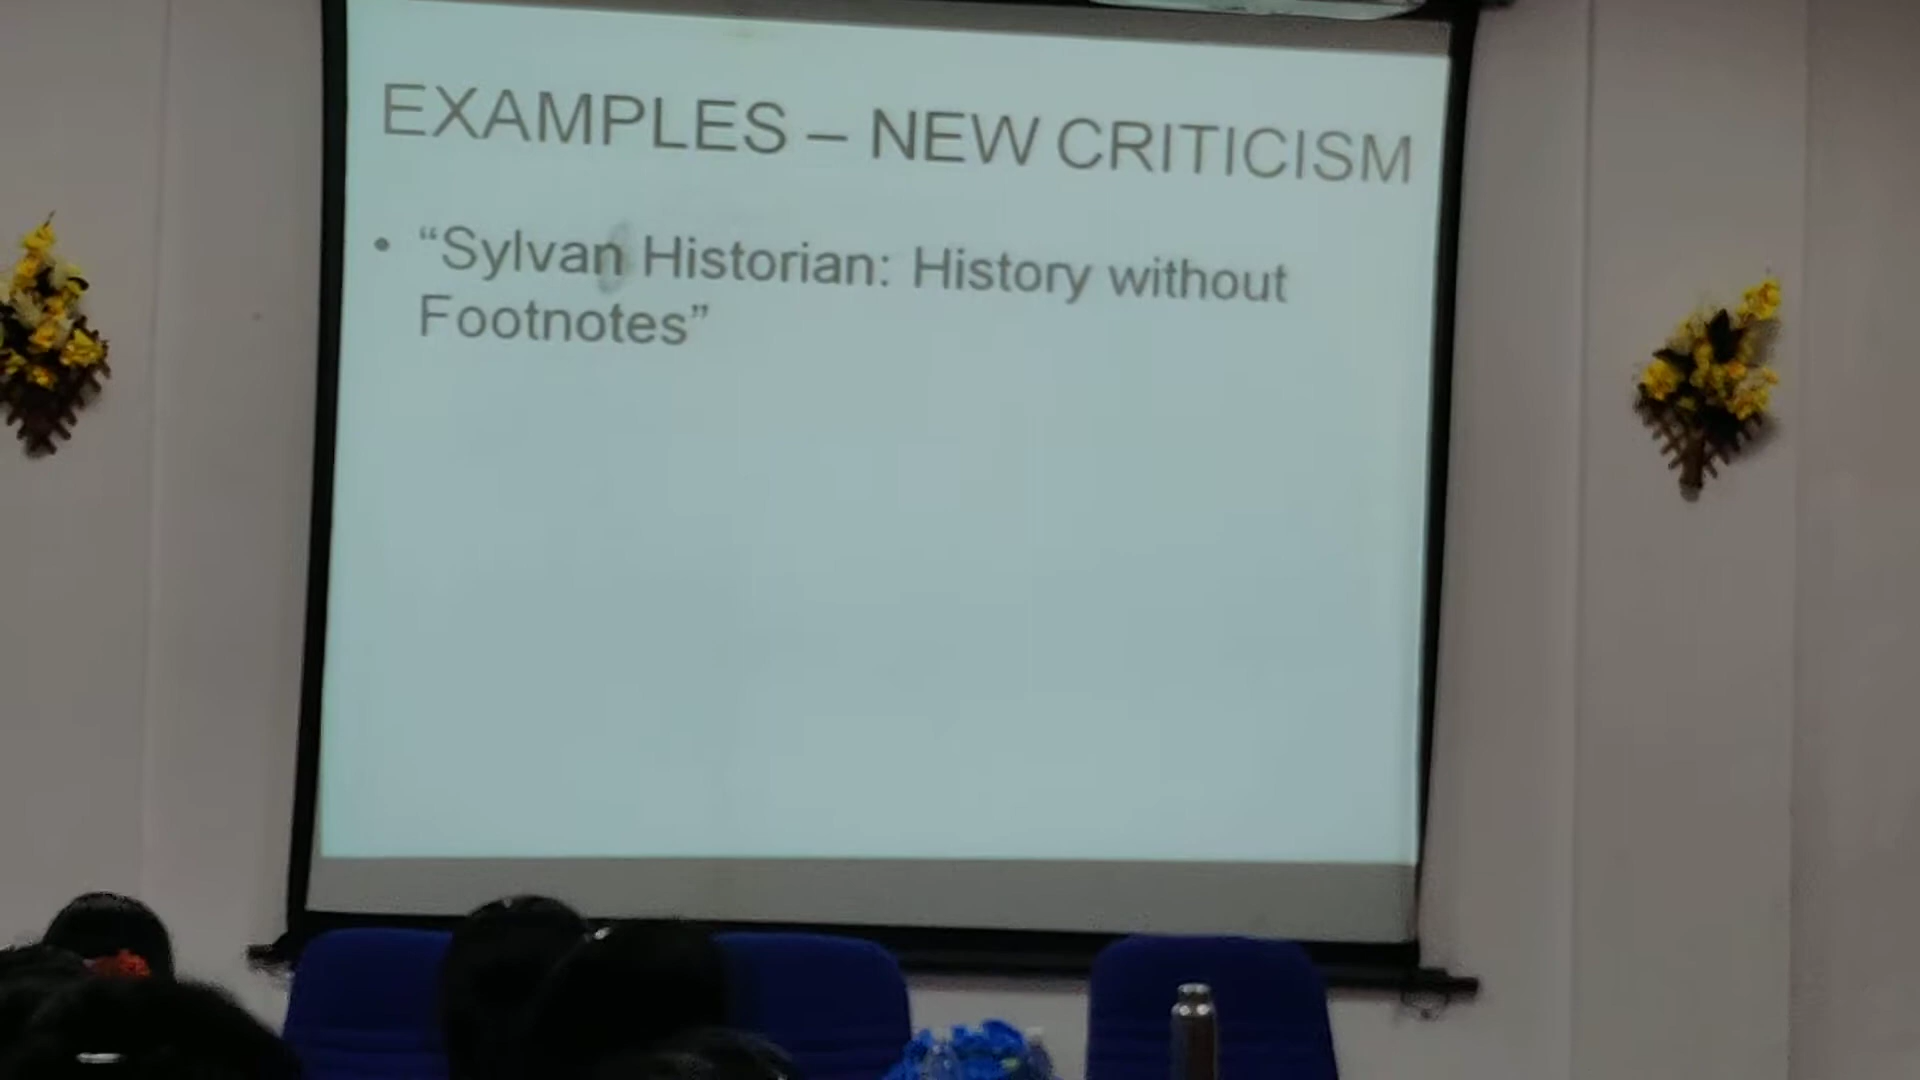 EXAMPLES – NEW CRITICISM
• “Sylvan Historian: History without
Footnotes”